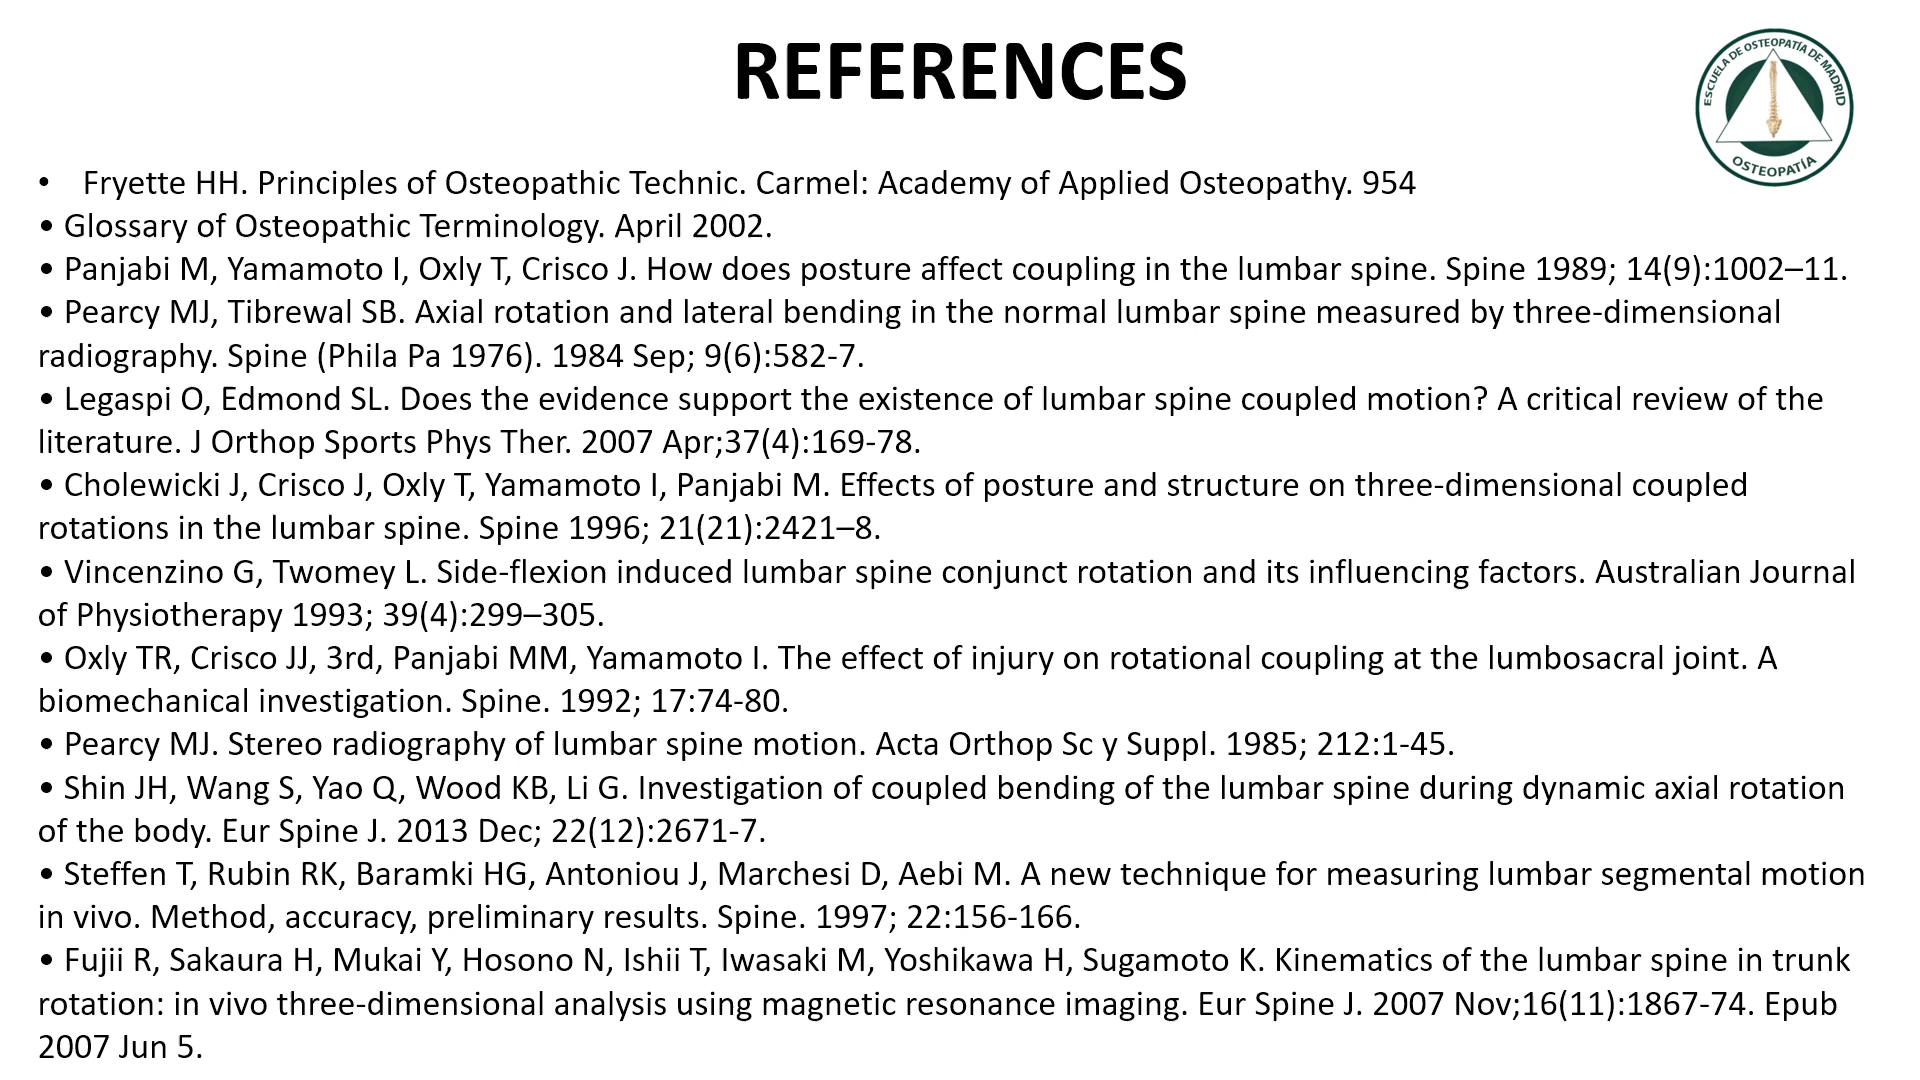 REFERENCES
ESCUELA DE OSTEOPATÍA DE MADRID
OSTEOPATÍA
• Fryette HH. Principles of Osteopathic Technic. Carmel: Academy of Applied Osteopathy. 954
• Glossary of Osteopathic Terminology. April 2002.
• Panjabi M, Yamamoto I, Oxly T, Crisco J. How does posture affect coupling in the lumbar spine. Spine 1989; 14(9):1002–11.
• Pearcy MJ, Tibrewal SB. Axial rotation and lateral bending in the normal lumbar spine measured by three-dimensional
radiography. Spine (Phila Pa 1976). 1984 Sep; 9(6):582-7.
• Legaspi O, Edmond SL. Does the evidence support the existence of lumbar spine coupled motion? A critical review of the
literature. J Orthop Sports Phys Ther. 2007 Apr;37(4):169-78.
• Cholewicki J, Crisco J, Oxly T, Yamamoto I, Panjabi M. Effects of posture and structure on three-dimensional coupled
rotations in the lumbar spine. Spine 1996; 21(21):2421–8.
• Vincenzino G, Twomey L. Side-flexion induced lumbar spine conjunct rotation and its influencing factors. Australian Journal
of Physiotherapy 1993; 39(4):299–305.
• Oxly TR, Crisco JJ, 3rd, Panjabi MM, Yamamoto I. The effect of injury on rotational coupling at the lumbosacral joint. A
biomechanical investigation. Spine. 1992; 17:74-80.
• Pearcy MJ. Stereo radiography of lumbar spine motion. Acta Orthop Sc y Suppl. 1985; 212:1-45.
• Shin JH, Wang S, Yao Q, Wood KB, Li G. Investigation of coupled bending of the lumbar spine during dynamic axial rotation
of the body. Eur Spine J. 2013 Dec; 22(12):2671-7.
• Steffen T, Rubin RK, Baramki HG, Antoniou J, Marchesi D, Aebi M. A new technique for measuring lumbar segmental motion
in vivo. Method, accuracy, preliminary results. Spine. 1997; 22:156-166.
• Fujii R, Sakaura H, Mukai Y, Hosono N, Ishii T, Iwasaki M, Yoshikawa H, Sugamoto K. Kinematics of the lumbar spine in trunk
rotation: in vivo three-dimensional analysis using magnetic resonance imaging. Eur Spine J. 2007 Nov;16(11):1867-74. Epub
2007 Jun 5.